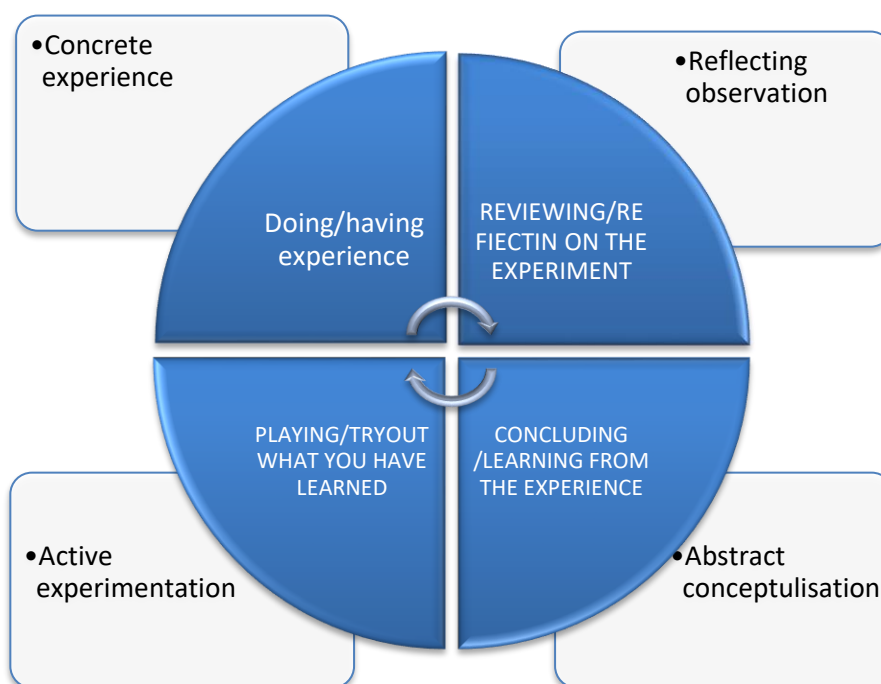 •Concrete
experience
•Reflecting
observation
Doing/having
experience
REVIEWING/RE
FIECTIN ON THE
EXPERIMENT
PLAYING/TRYOUT
WHAT YOU HAVE
LEARNED
CONCLUDING
/LEARNING FROM
THE EXPERIENCE
•Active
experimentation
•Abstract
conceptulisation